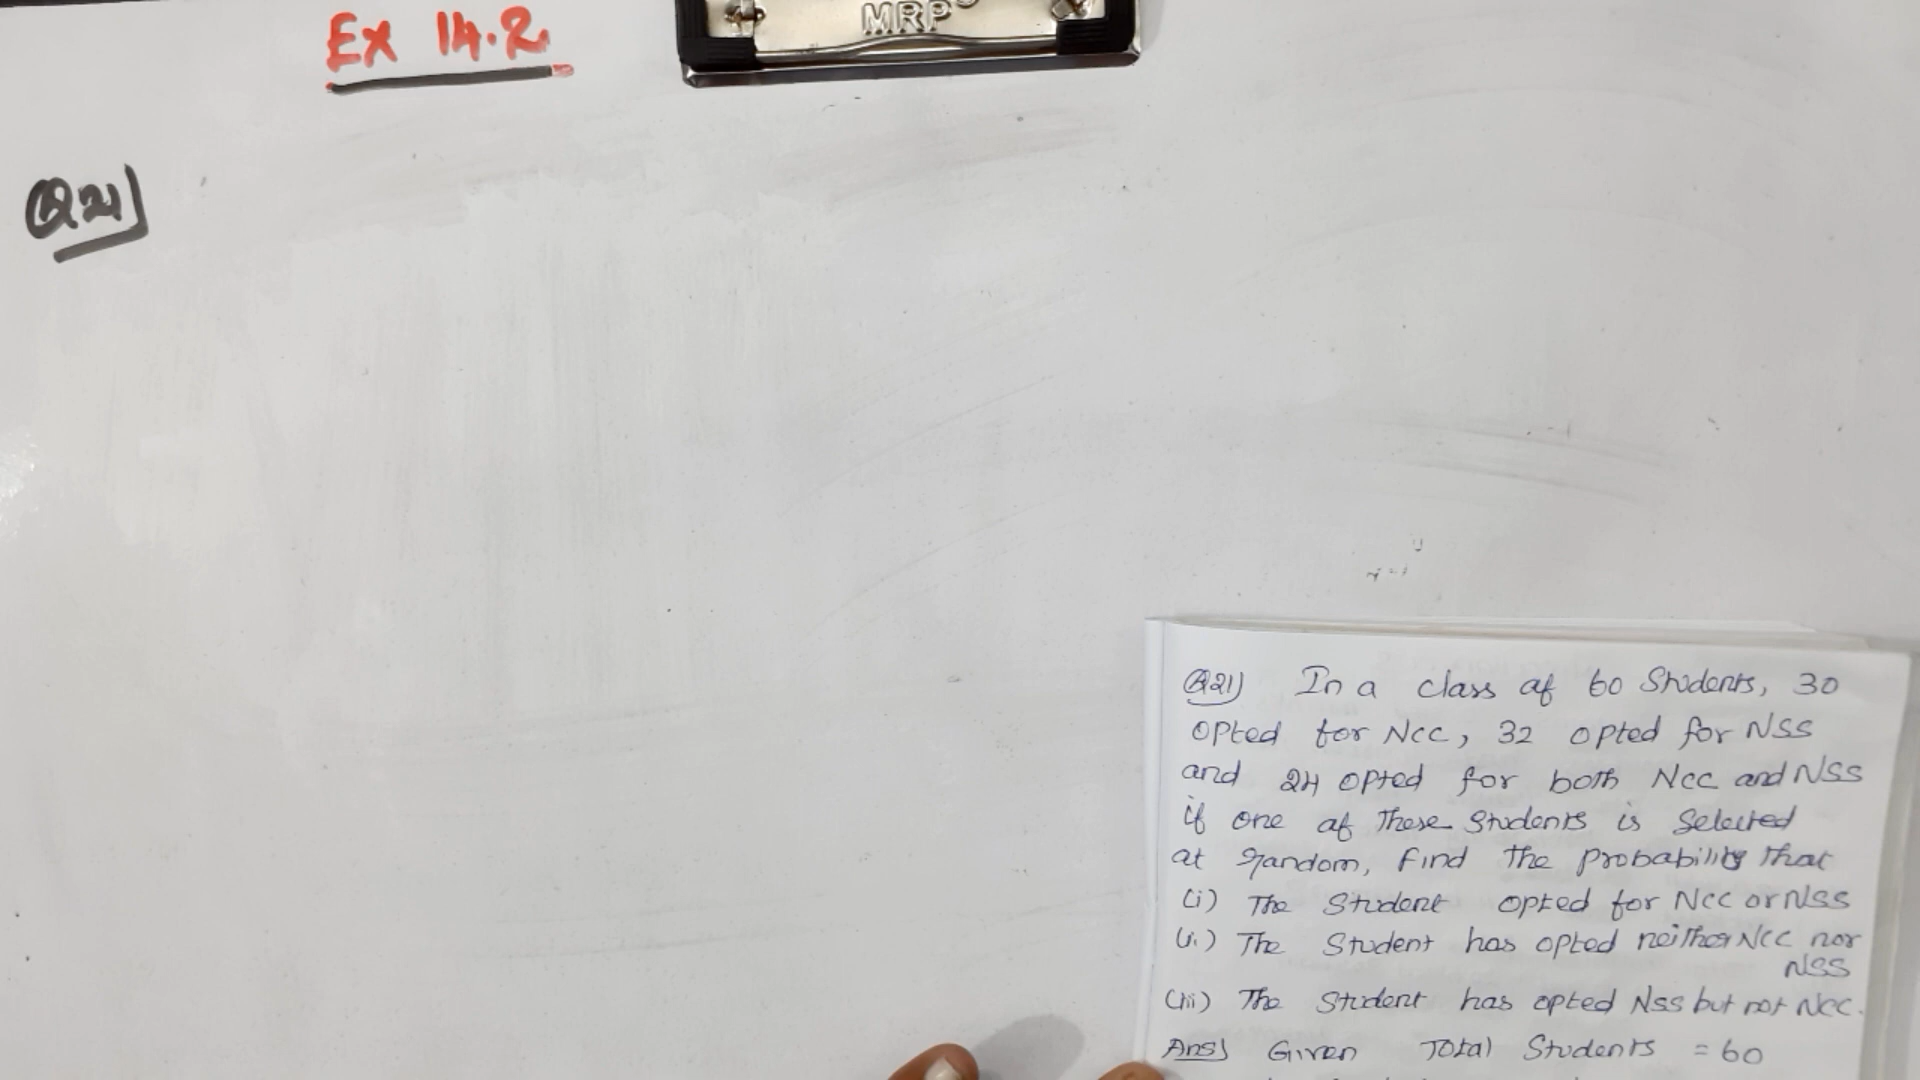 Ex 14.2
MRP
Q21)
Q21) In a class of 60 Students, 30
opted for NCC, 32 opted for NSS
and 24 opted for both NCC and NSS
if one of These Students is Selected
at random, Find The probability That
(i) The Student opted for NCC or NSS
(ii) The Student has opted neither NCC nor
NSS
(iii) The Student has opted NSS but not NCC.
Ans) Given Total Students = 60